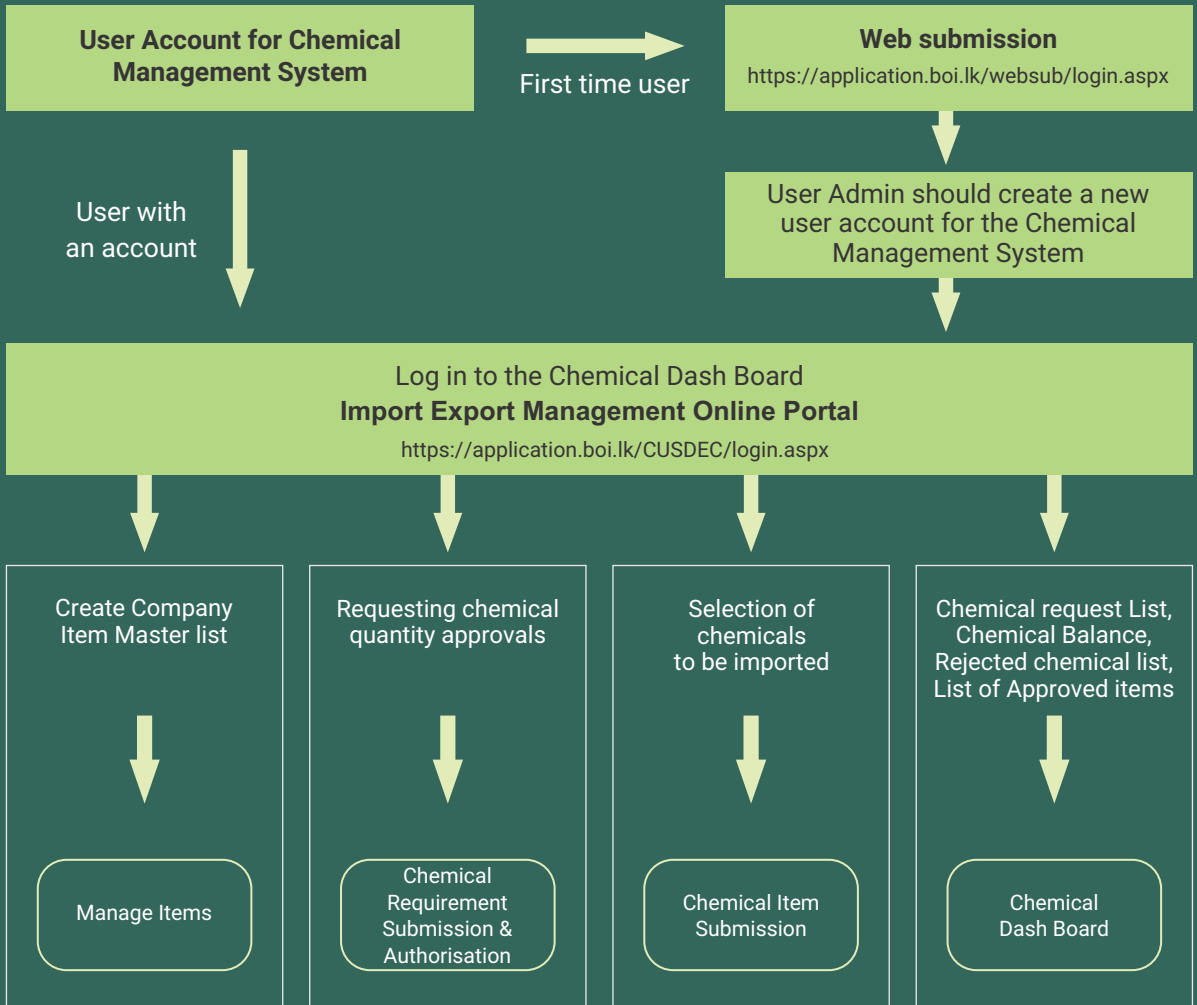 User Account for Chemical
Management System
First time user
Web submission
https://application.boi.lk/websub/login.aspx
User with
an account
User Admin should create a new
user account for the Chemical
Management System
Log in to the Chemical Dash Board
Import Export Management Online Portal
https://application.boi.lk/CUSDEC/login.aspx
Create Company
Item Master list
Manage Items
Requesting chemical
quantity approvals
Chemical
Requirement
Submission &
Authorisation
Selection of
chemicals
to be imported
Chemical Item
Submission
Chemical request List,
Chemical Balance,
Rejected chemical list,
List of Approved items
Chemical
Dash Board